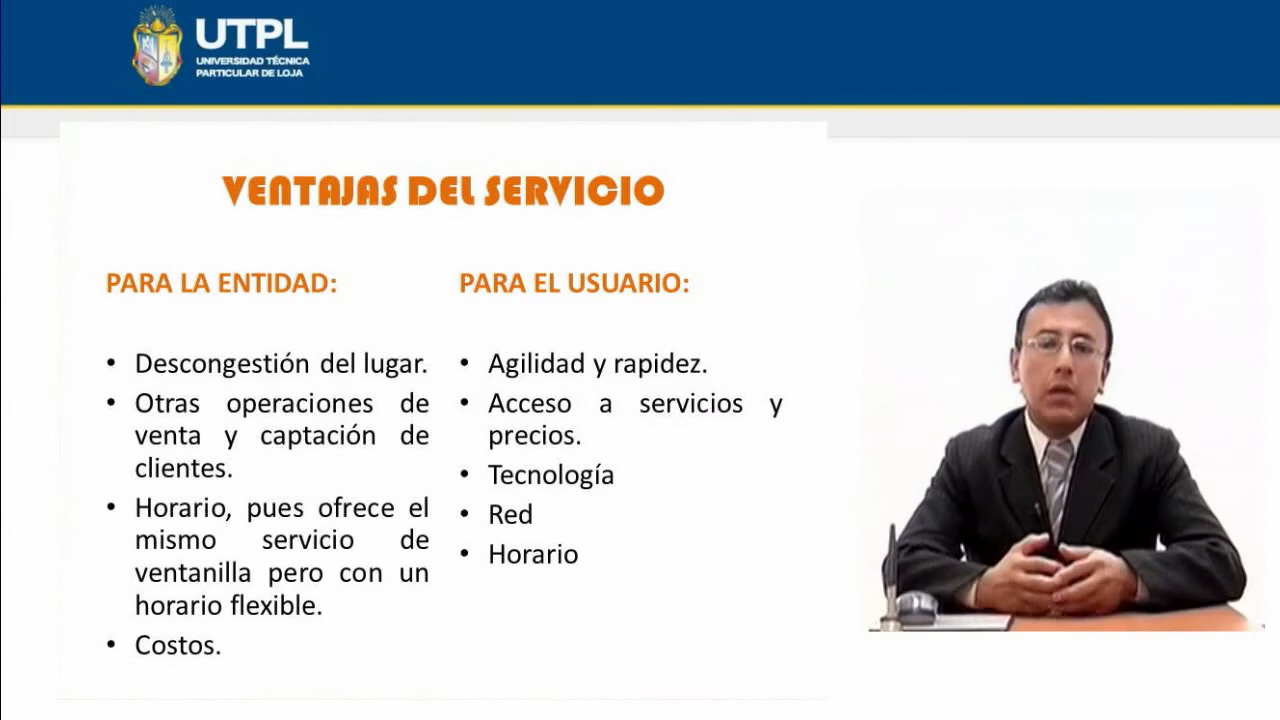 UTPL
UNIVERSIDAD TÉCNICA
PARTICULAR DE LOJA
VENTAJAS DEL SERVICIO
PARA LA ENTIDAD:
• Descongestión del lugar.
• Otras operaciones de
venta y captación de
clientes.
• Horario, pues ofrece el
mismo servicio de
ventanilla pero con un
horario flexible.
• Costos.
PARA EL USUARIO:
• Agilidad y rapidez.
• Acceso a servicios y
precios.
• Tecnología
• Red
• Horario